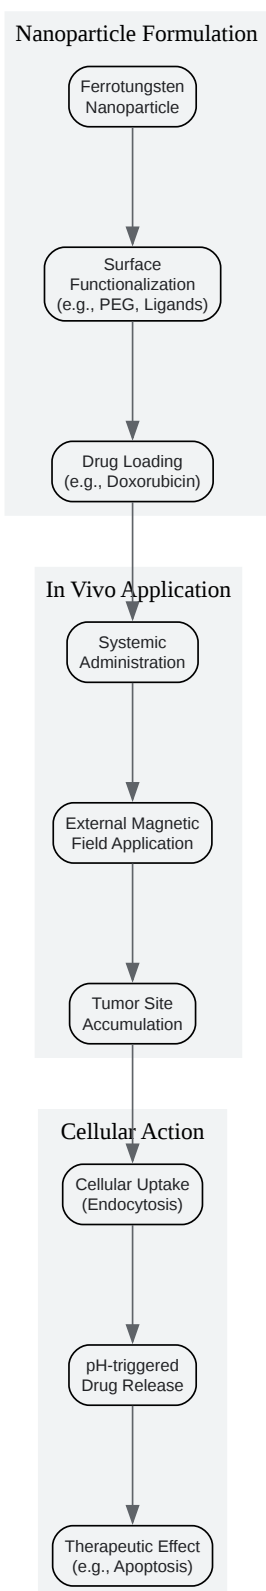 Nanoparticle Formulation
Ferrotungsten
Nanoparticle
Surface
Functionalization
(e.g., PEG, Ligands)
Drug Loading
(e.g., Doxorubicin)
In Vivo Application
Systemic
Administration
External Magnetic
Field Application
Tumor Site
Accumulation
Cellular Action
Cellular Uptake
(Endocytosis)
pH-triggered
Drug Release
Therapeutic Effect
(e.g., Apoptosis)